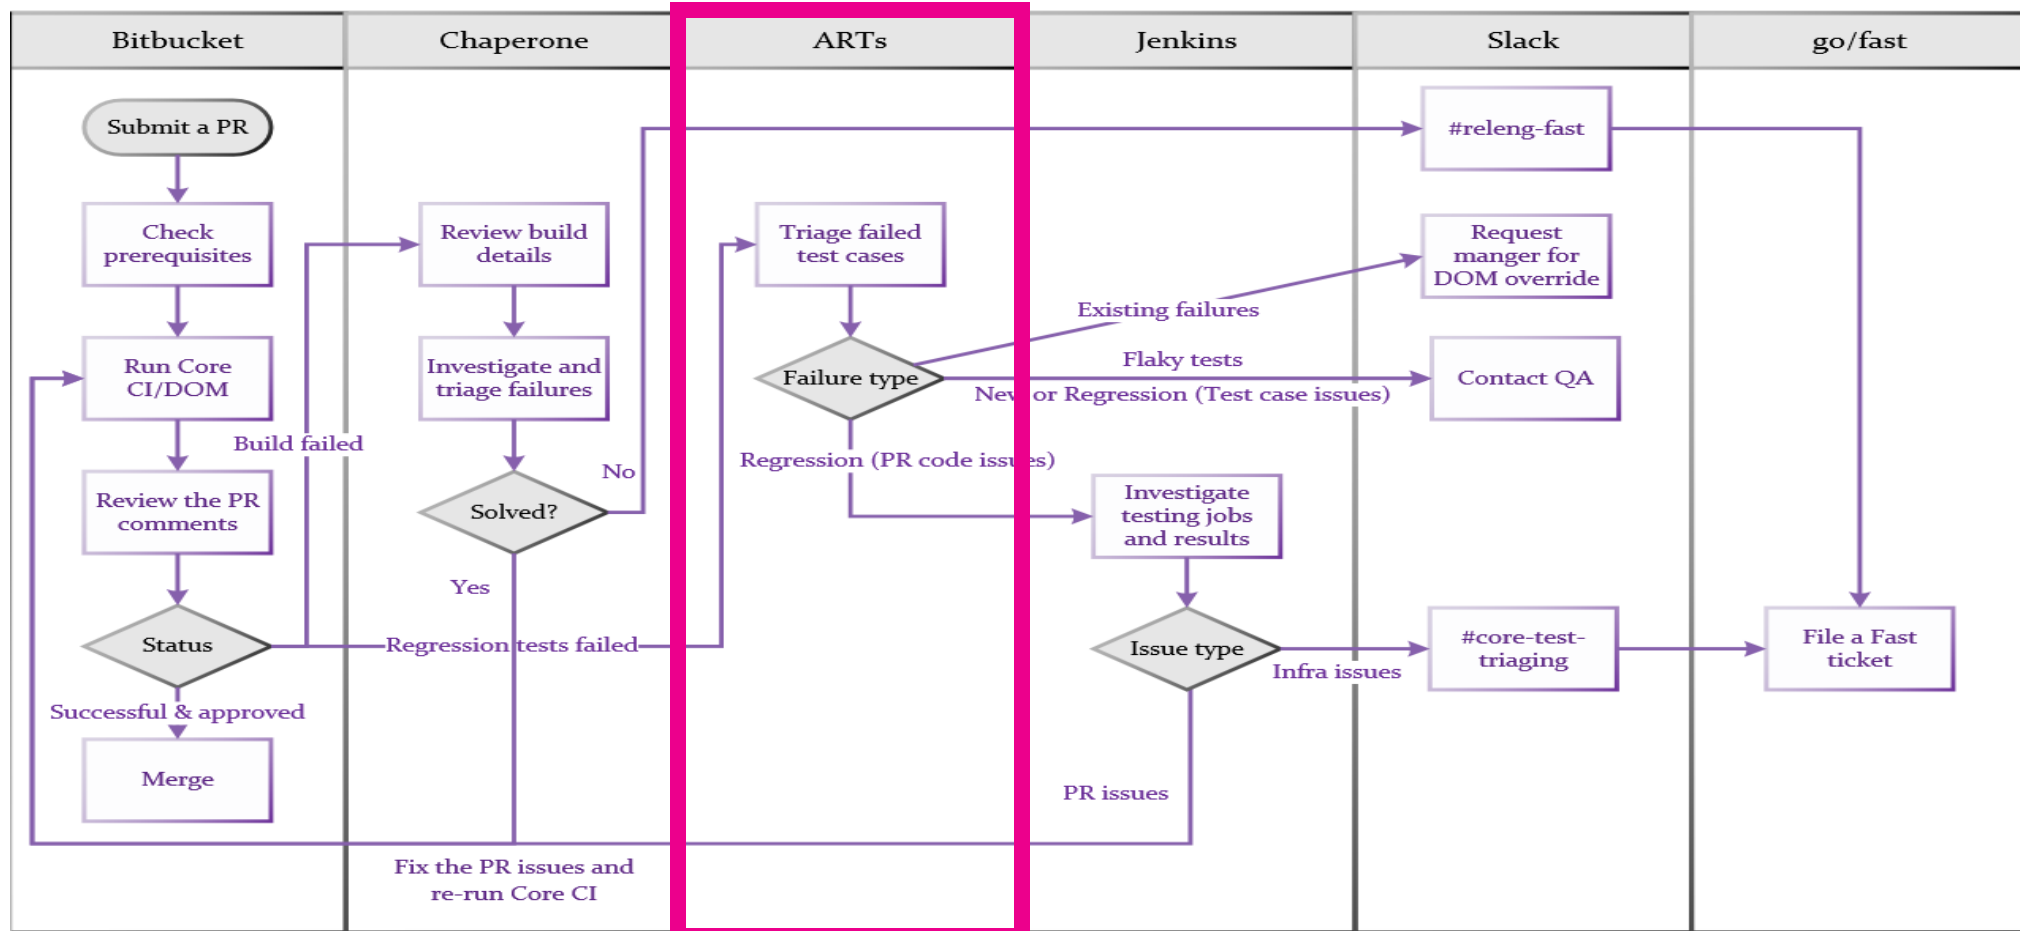 Bitbucket
Chaperone
ARTs
Jenkins
Slack
go/fast
Submit a PR
Check
prerequisites
Run Core
CI/DOM
Build failed
Review the PR
comments
Status
Successful & approved
Merge
Review build
details
Investigate and
triage failures
No
Solved?
Yes
Regression tests failed
Fix the PR issues and
re-run Core CI
Triage failed
test cases
Failure type
Existing failures
Flaky tests
New or Regression (Test case issues)
Regression (PR code issues)
Investigate
testing jobs
and results
Issue type
Infra issues
PR issues
#releng-fast
Request
manger for
DOM override
Contact QA
#core-test-
triaging
File a Fast
ticket